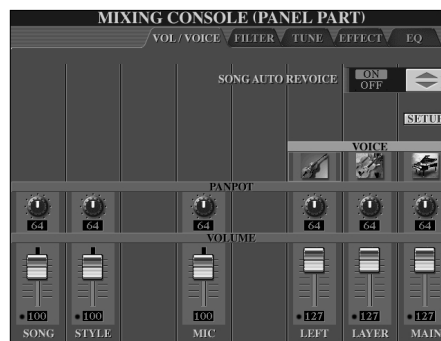 MIXING CONSOLE (PANEL PART)
VOL / VOICE FILTER TUNE EFFECT EQ
SONG AUTO REVOICE ON
OFF
SETUP
VOICE
PANPOT
64 64 64 64 64 64
VOLUME
100 100 100 127 127 127
SONG STYLE MIC LEFT LAYER MAIN